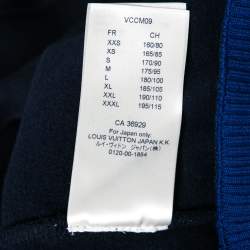 VCCM09
FR CH
XXS 160/80
XS 165/85
S 170/90
M 175/95
L 180/100
XL 185/105
XXL 190/110
XXXL 195/115
CA 36929
For Japan only:
LOUIS VUITTON JAPAN K.K
ルイ・ヴィトン ジャパン(株)
0120-00-1854